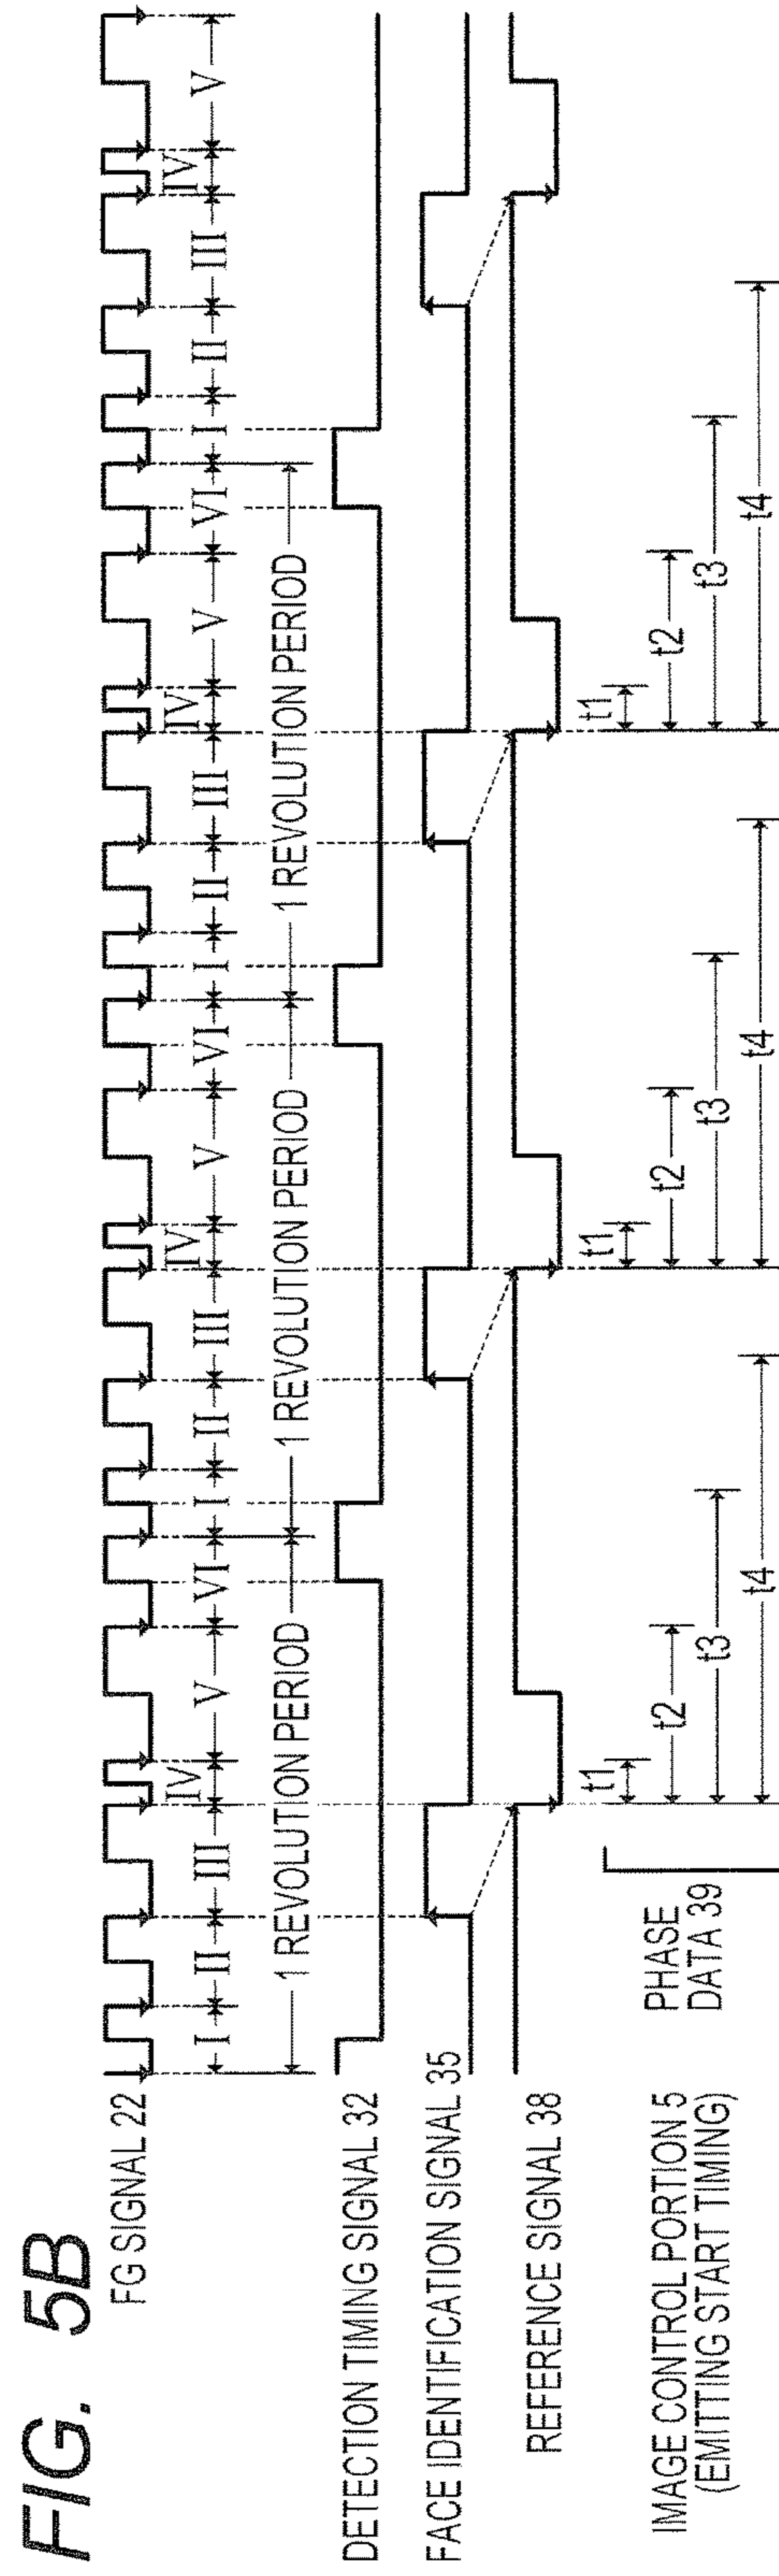 FIG. 5B
FG SIGNAL 22
I II III IV V VI I II III IV V VI I II III IV V VI I II III IV V
1 REVOLUTION PERIOD 1 REVOLUTION PERIOD 1 REVOLUTION PERIOD
DETECTION TIMING SIGNAL 32
FACE IDENTIFICATION SIGNAL 35
REFERENCE SIGNAL 38
IMAGE CONTROL PORTION 5
(EMITTING START TIMING)
PHASE
DATA 39
t1 t1 t1
t2 t2 t2
t3 t3 t3
t4 t4 t4